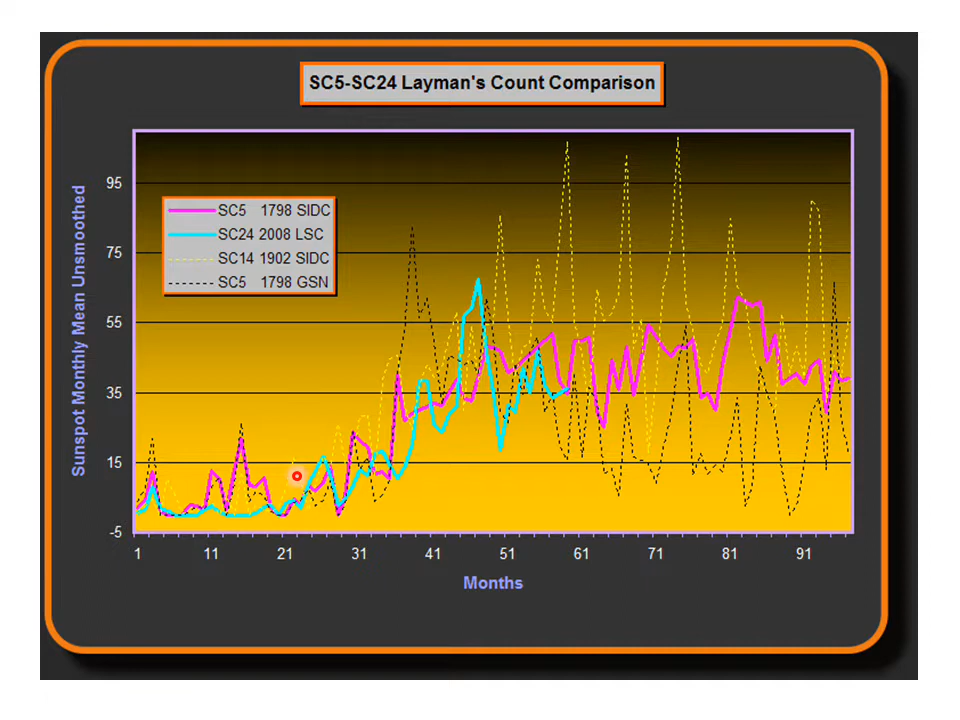 SC5-SC24 Layman's Count Comparison
Sunspot Monthly Mean Unsmoothed
95
75
55
35
15
-5
SC5 1798 SIDC
SC24 2008 LSC
SC14 1902 SIDC
SC5 1798 GSN
1 11 21 31 41 51 61 71 81 91
Months